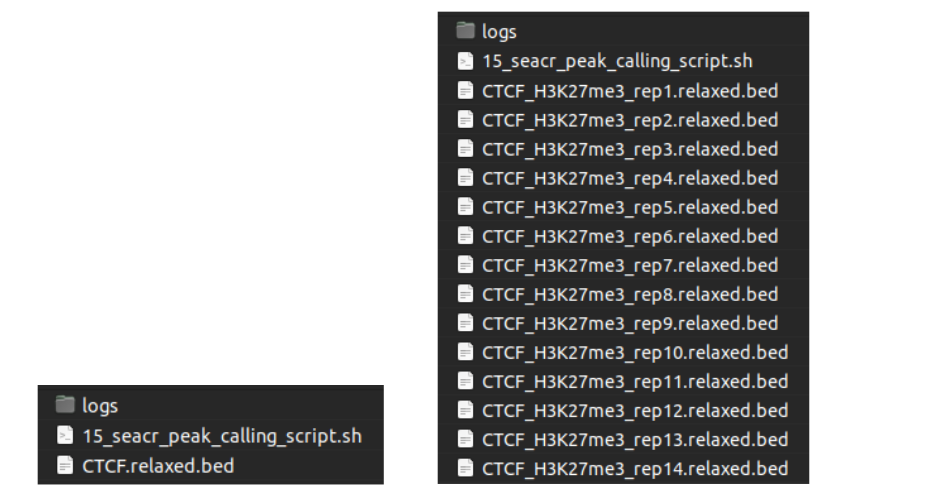 logs
15_seacr_peak_calling_script.sh
CTCF.relaxed.bed
logs
15_seacr_peak_calling_script.sh
CTCF_H3K27me3_rep1.relaxed.bed
CTCF_H3K27me3_rep2.relaxed.bed
CTCF_H3K27me3_rep3.relaxed.bed
CTCF_H3K27me3_rep4.relaxed.bed
CTCF_H3K27me3_rep5.relaxed.bed
CTCF_H3K27me3_rep6.relaxed.bed
CTCF_H3K27me3_rep7.relaxed.bed
CTCF_H3K27me3_rep8.relaxed.bed
CTCF_H3K27me3_rep9.relaxed.bed
CTCF_H3K27me3_rep10.relaxed.bed
CTCF_H3K27me3_rep11.relaxed.bed
CTCF_H3K27me3_rep12.relaxed.bed
CTCF_H3K27me3_rep13.relaxed.bed
CTCF_H3K27me3_rep14.relaxed.bed